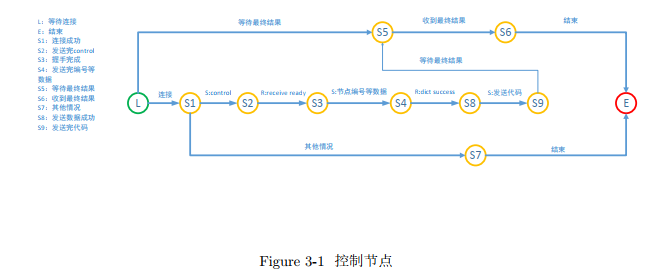 L: 等待连接
E: 结束
S1: 连接成功
S2: 发送完control
S3: 握手完成
S4: 发送完编号等
数据
S5: 等待最终结果
S6: 收到最终结果
S7: 其他情况
S8: 发送数据成功
S9: 发送完代码
等待最终结果
S5
收到最终结果
S6
结束
等待最终结果
L
连接
S1
S:control
S2
R:receive ready
S3
S:节点编号等数据
S4
R:dict success
S8
S:发送代码
S9
E
其他情况
S7
结束
Figure 3-1 控制节点